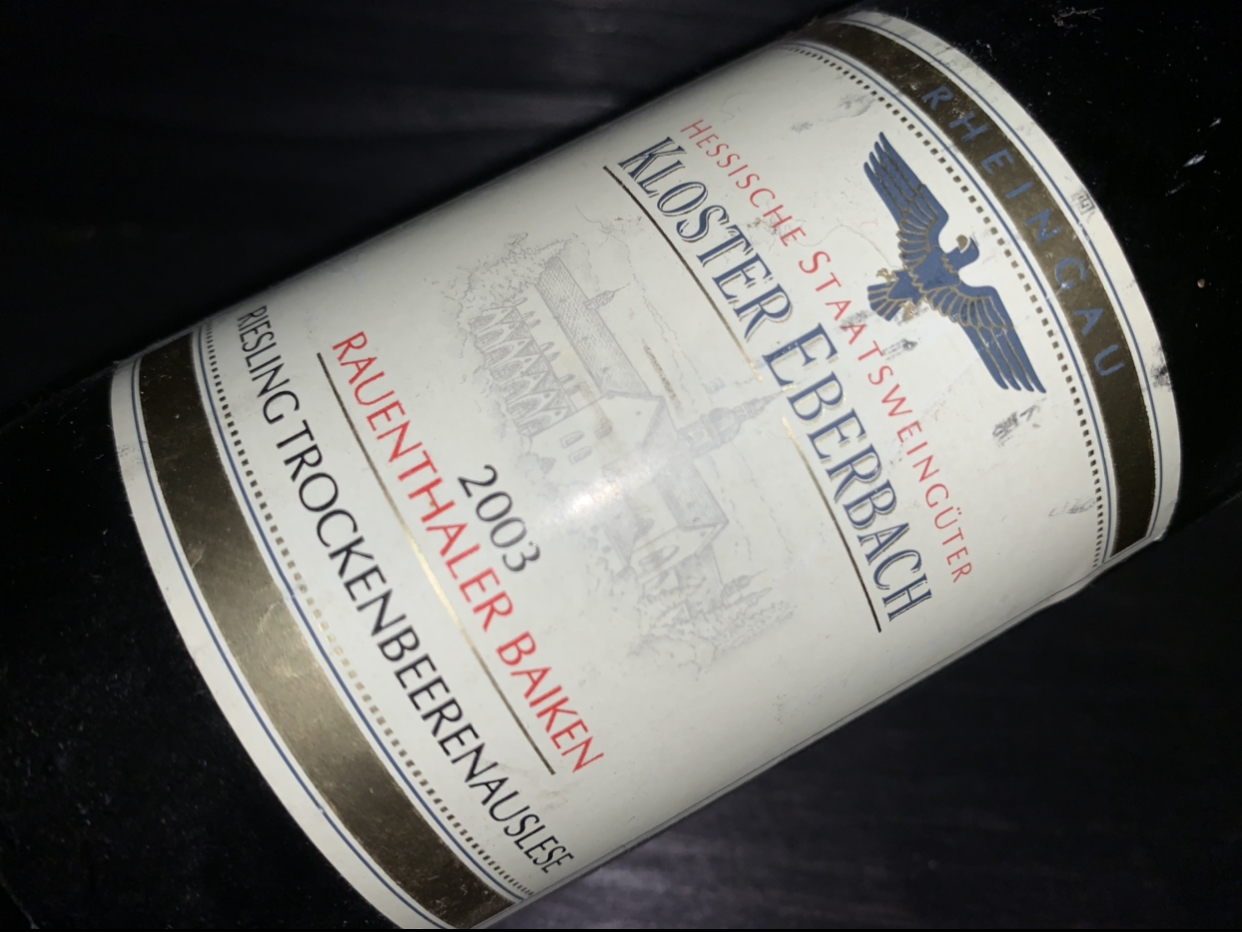 RHEINGAU
HESSISCHE STAATSWEINGÜTER
KLOSTER EBERBACH
2003
RAUENTHALER BAIKEN
RIESLING TROCKENBEERENAUSLESE